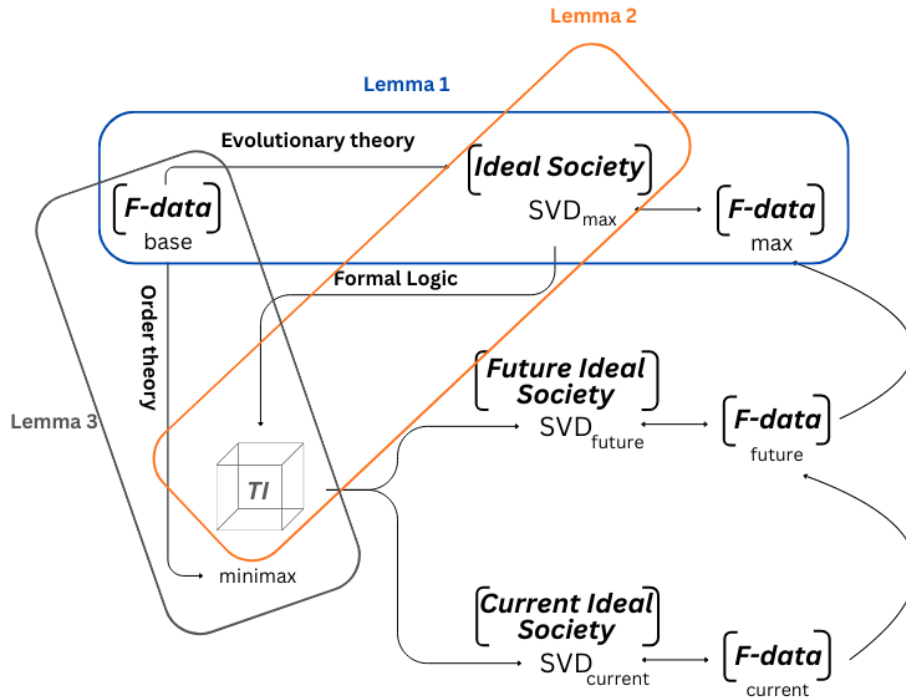 Lemma 2
Lemma 1
Evolutionary theory
[Ideal Society]
[F-data]
base
SVDmax
[F-data]
max
Formal Logic
Order theory
[Future Ideal
Society]
SVDfuture
[F-data]
future
Lemma 3
TI
minimax
[Current Ideal
Society]
SVDcurrent
[F-data]
current